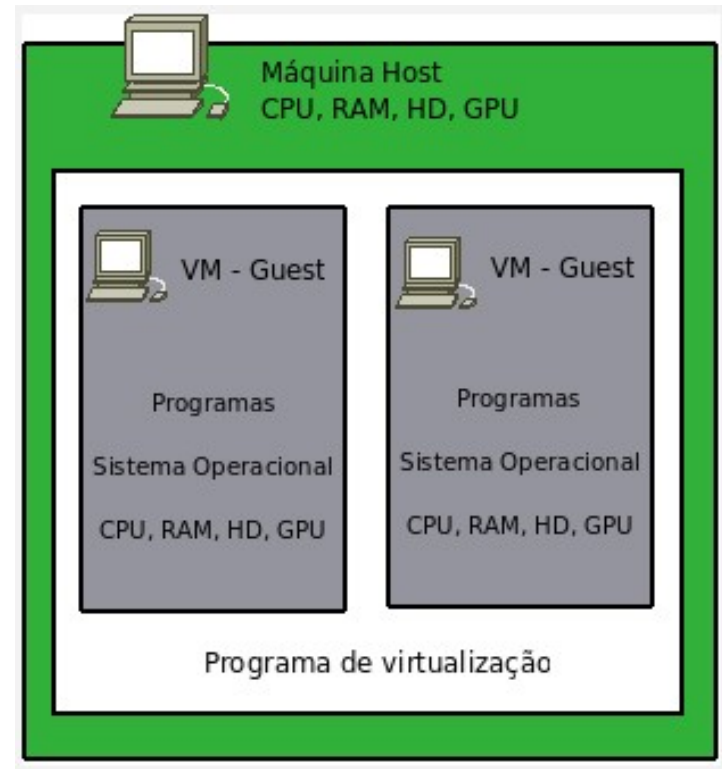 Máquina Host
CPU, RAM, HD, GPU
VM - Guest
Programas
Sistema Operacional
CPU, RAM, HD, GPU
VM - Guest
Programas
Sistema Operacional
CPU, RAM, HD, GPU
Programa de virtualização